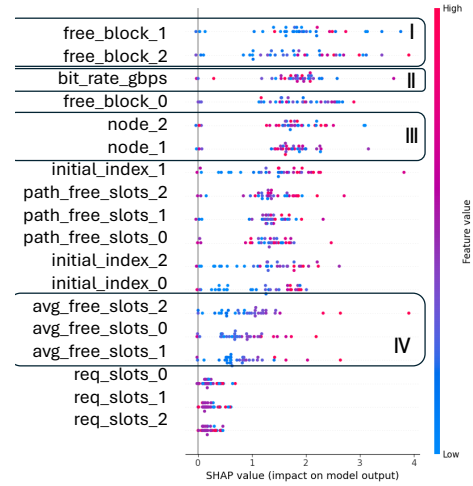 High
free_block_1
I
free_block_2
bit_rate_gbps
II
free_block_0
node_2
III
node_1
initial_index_1
path_free_slots_2
path_free_slots_1
path_free_slots_0
initial_index_2
initial_index_0
avg_free_slots_2
avg_free_slots_0
IV
avg_free_slots_1
req_slots_0
req_slots_1
req_slots_2
Feature value
Low
0 1 2 3 4
SHAP value (impact on model output)